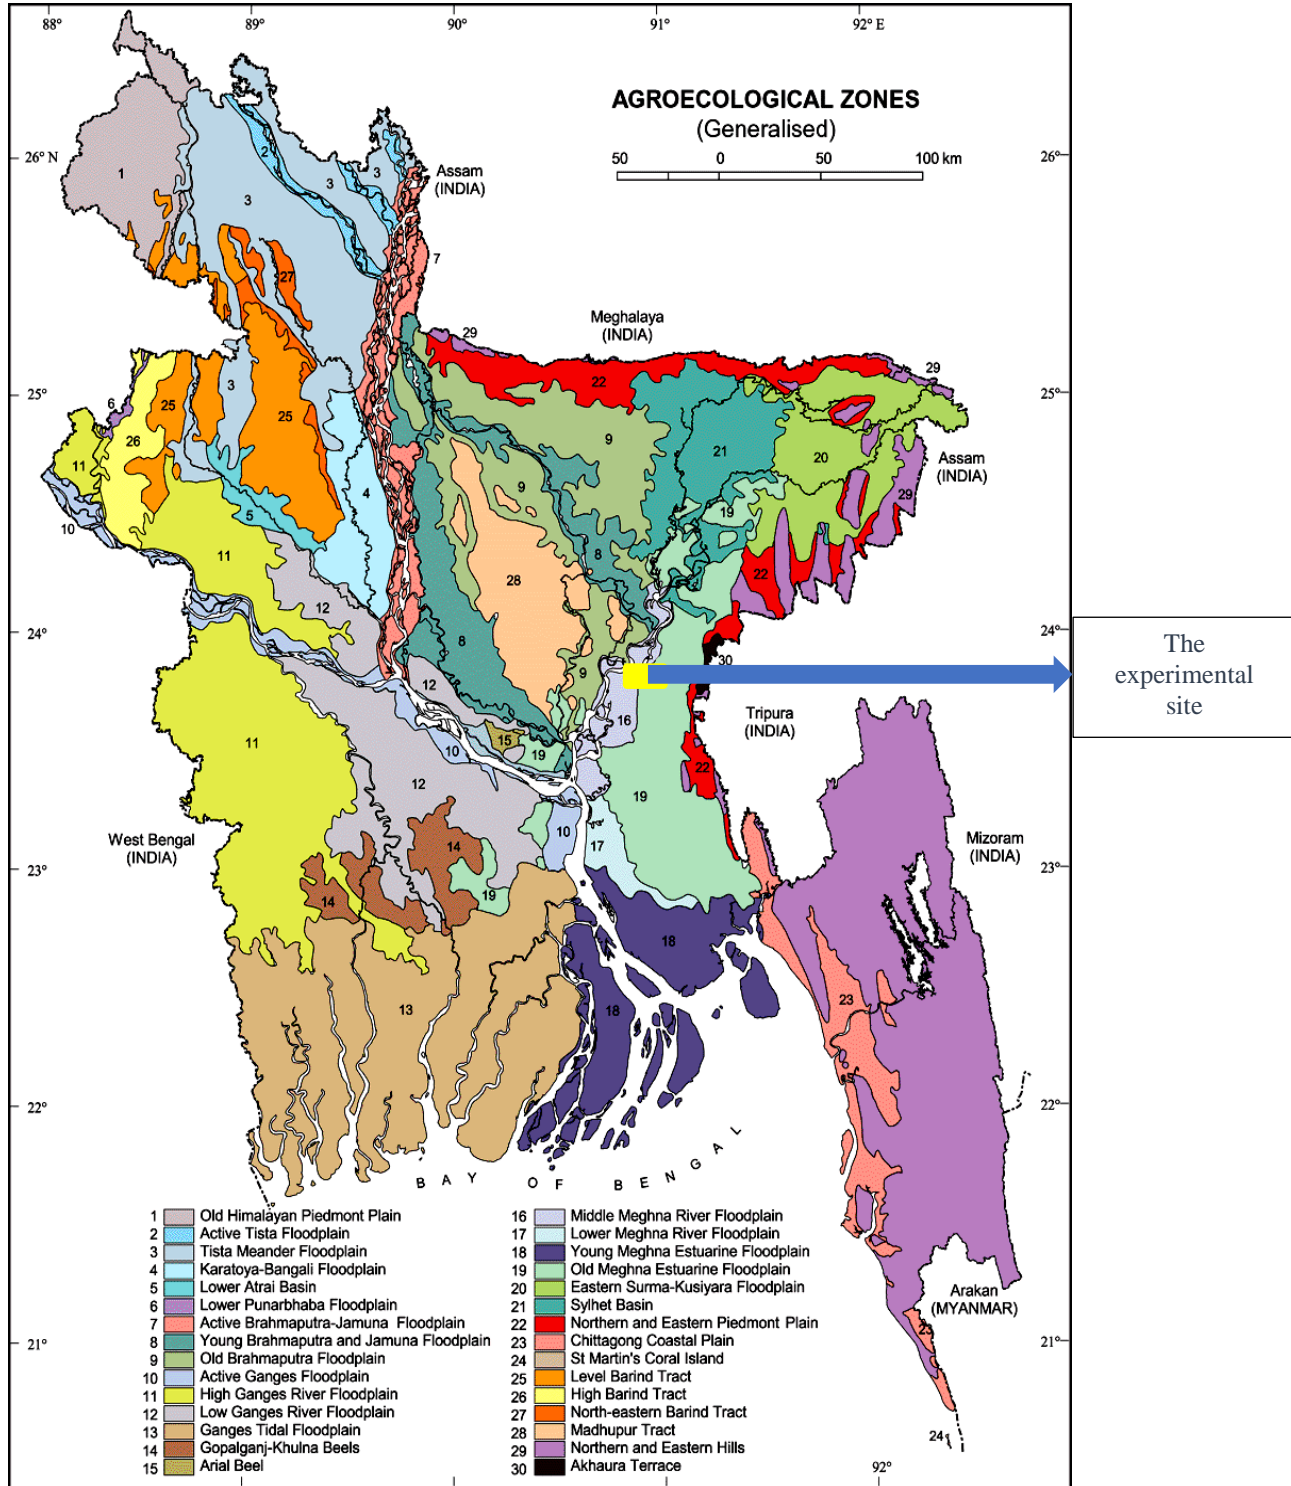 88°
89°
90°
91°
92° E
AGROECOLOGICAL ZONES
(Generalised)
50
0
50
100 km
26° N
26°
Assam
(INDIA)
1
2
3
3
3
7
27
Meghalaya
(INDIA)
29
29
22
25°
25°
6
3
25
25
26
11
9
21
20
Assam
(INDIA)
10
4
5
9
29
19
11
8
28
22
12
24°
24°
8
30
The
experimental
site
12
9
16
Tripura
(INDIA)
11
10
15
19
22
12
19
West Bengal
(INDIA)
14
10
17
Mizoram
(INDIA)
23°
23°
14
19
18
23
13
18
22°
22°
BAY OF BENGAL
1 Old Himalayan Piedmont Plain
2 Active Tista Floodplain
3 Tista Meander Floodplain
4 Karatoya-Bangali Floodplain
5 Lower Atrai Basin
6 Lower Punarbhaba Floodplain
7 Active Brahmaputra-Jamuna Floodplain
8 Young Brahmaputra and Jamuna Floodplain
9 Old Brahmaputra Floodplain
10 Active Ganges Floodplain
11 High Ganges River Floodplain
12 Low Ganges River Floodplain
13 Ganges Tidal Floodplain
14 Gopalganj-Khulna Beels
15 Arial Beel
16 Middle Meghna River Floodplain
17 Lower Meghna River Floodplain
18 Young Meghna Estuarine Floodplain
19 Old Meghna Estuarine Floodplain
20 Eastern Surma-Kusiyara Floodplain
21 Sylhet Basin
22 Northern and Eastern Piedmont Plain
23 Chittagong Coastal Plain
24 St Martin's Coral Island
25 Level Barind Tract
26 High Barind Tract
27 North-eastern Barind Tract
28 Madhupur Tract
29 Northern and Eastern Hills
30 Akhaura Terrace
Arakan
(MYANMAR)
23
21°
21°
24
92°